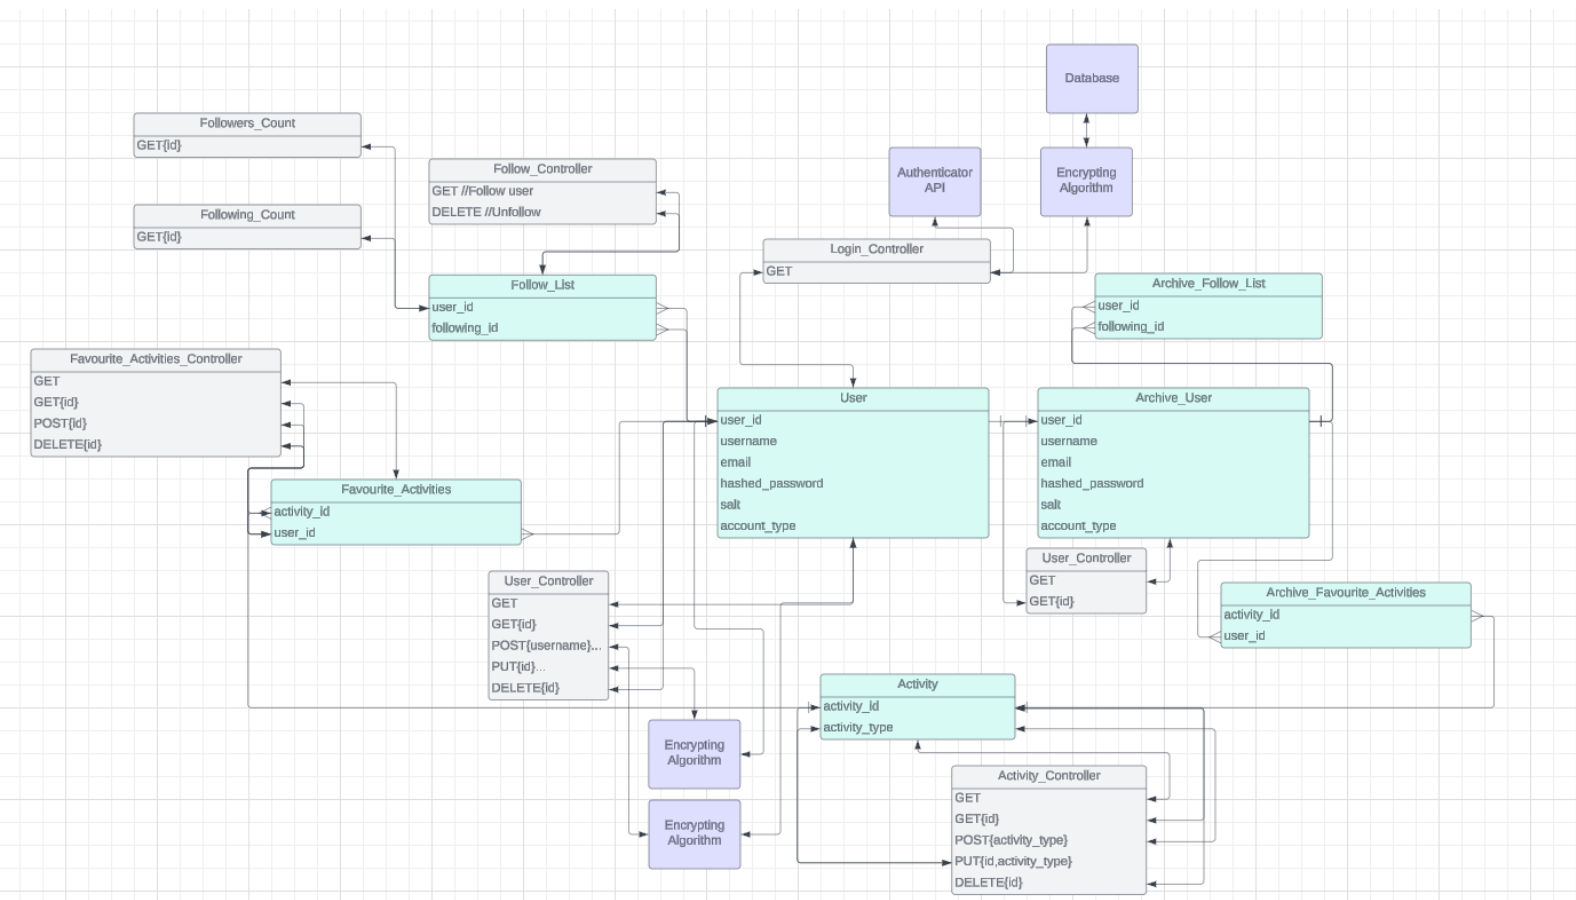 Database
Followers_Count
GET{id}
Authenticator
API
Encrypting
Algorithm
Follow_Controller
GET //Follow user
DELETE //Unfollow
Following_Count
GET{id}
Login_Controller
GET
Follow_List
user_id
following_id
Archive_Follow_List
user_id
following_id
Favourite_Activities_Controller
GET
GET{id}
POST{id}
DELETE{id}
User
user_id
username
email
hashed_password
salt
account_type
Archive_User
user_id
username
email
hashed_password
salt
account_type
Favourite_Activities
activity_id
user_id
User_Controller
GET
GET{id}
User_Controller
GET
GET{id}
POST{username}...
PUT{id}...
DELETE{id}
Archive_Favourite_Activities
activity_id
user_id
Activity
activity_id
activity_type
Encrypting
Algorithm
Activity_Controller
GET
GET{id}
POST{activity_type}
PUT{id,activity_type}
DELETE{id}
Encrypting
Algorithm